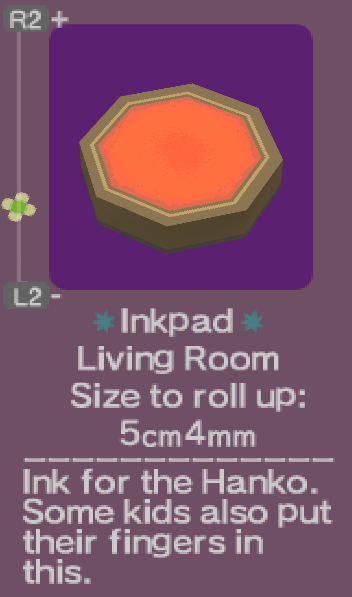 R2 +
L2 -
Inkpad
Living Room
Size to roll up:
5cm4mm
Ink for the Hanko.
Some kids also put
their fingers in
this.